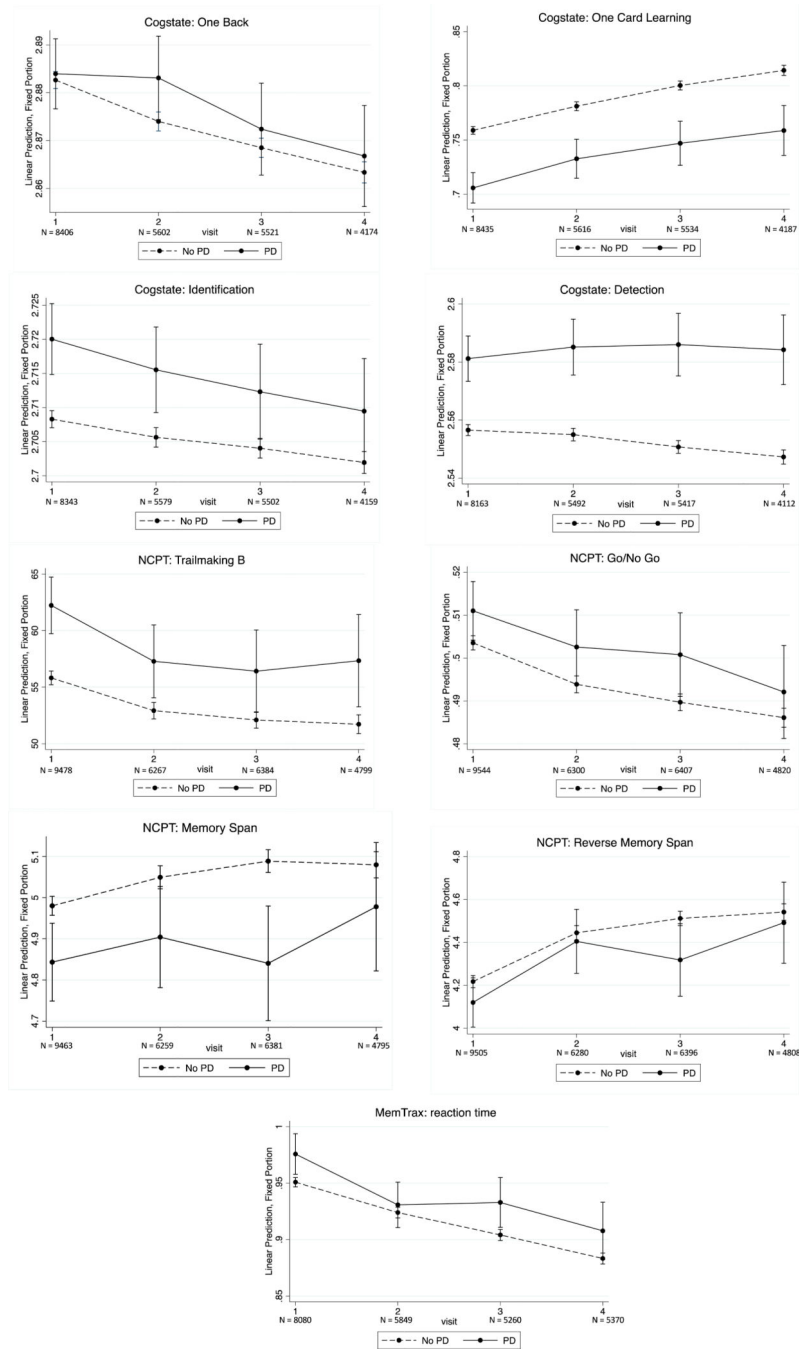 Cogstate: One Back
Linear Prediction, Fixed Portion
2.89
2.88
2.87
2.86
1 2 3 4
N = 8406 N = 5602 visit N = 5521 N = 4174
No PD PD
Cogstate: One Card Learning
Linear Prediction, Fixed Portion
.85
.8
.75
.7
1 2 3 4
N = 8435 N = 5616 visit N = 5534 N = 4187
No PD PD
Cogstate: Identification
Linear Prediction, Fixed Portion
2.725
2.72
2.715
2.71
2.705
2.7
1 2 3 4
N = 8343 N = 5579 visit N = 5502 N = 4159
No PD PD
Cogstate: Detection
Linear Prediction, Fixed Portion
2.6
2.58
2.56
2.54
1 2 3 4
N = 8163 N = 5492 visit N = 5417 N = 4112
No PD PD
NCPT: Trailmaking B
Linear Prediction, Fixed Portion
65
60
55
50
1 2 3 4
N = 9478 N = 6267 visit N = 6384 N = 4799
No PD PD
NCPT: Go/No Go
Linear Prediction, Fixed Portion
.52
.51
.5
.49
.48
1 2 3 4
N = 9544 N = 6300 visit N = 6407 N = 4820
No PD PD
NCPT: Memory Span
Linear Prediction, Fixed Portion
5.1
5
4.9
4.8
4.7
1 2 3 4
N = 9463 N = 6259 visit N = 6381 N = 4795
No PD PD
NCPT: Reverse Memory Span
Linear Prediction, Fixed Portion
4.8
4.6
4.4
4.2
4
1 2 3 4
N = 9505 N = 6280 visit N = 6396 N = 4808
No PD PD
MemTrax: reaction time
Linear Prediction, Fixed Portion
1
.95
.9
.85
1 2 3 4
N = 8080 N = 5849 visit N = 5260 N = 5370
No PD PD